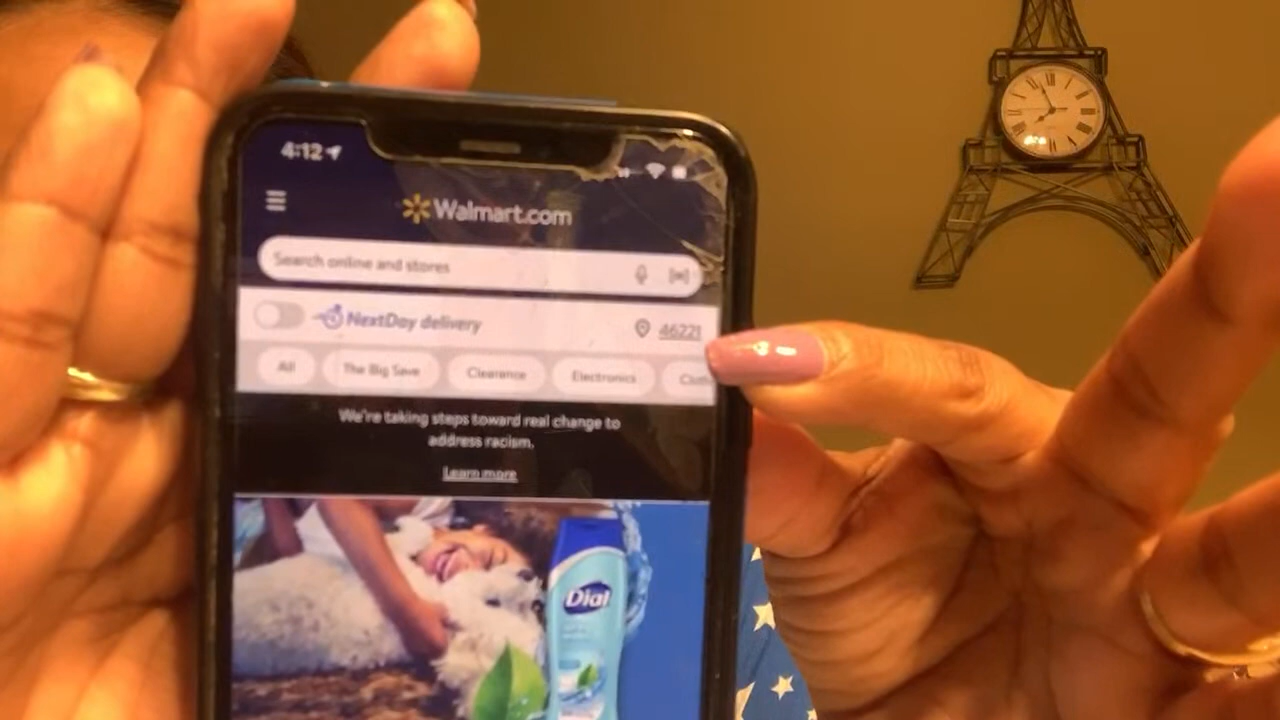 4:12
Walmart.com
Search online and stores
NextDay delivery 46221
All The Big Save Clearance Electronics
We're taking steps toward real change to
address racism.
Learn more
Dial